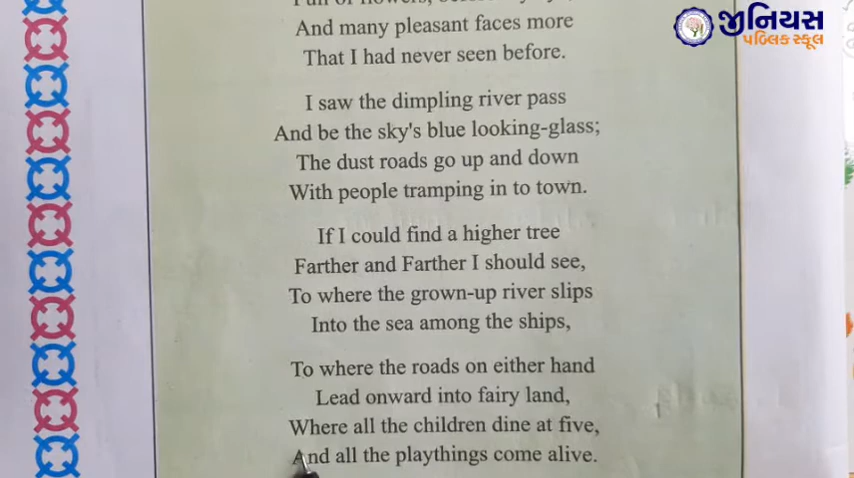 જીનિયસ
પબ્લિક સ્કૂલ
And many pleasant faces more
That I had never seen before.
I saw the dimpling river pass
And be the sky's blue looking-glass;
The dust roads go up and down
With people tramping in to town.
If I could find a higher tree
Farther and Farther I should see,
To where the grown-up river slips
Into the sea among the ships,
To where the roads on either hand
Lead onward into fairy land,
Where all the children dine at five,
And all the playthings come alive.